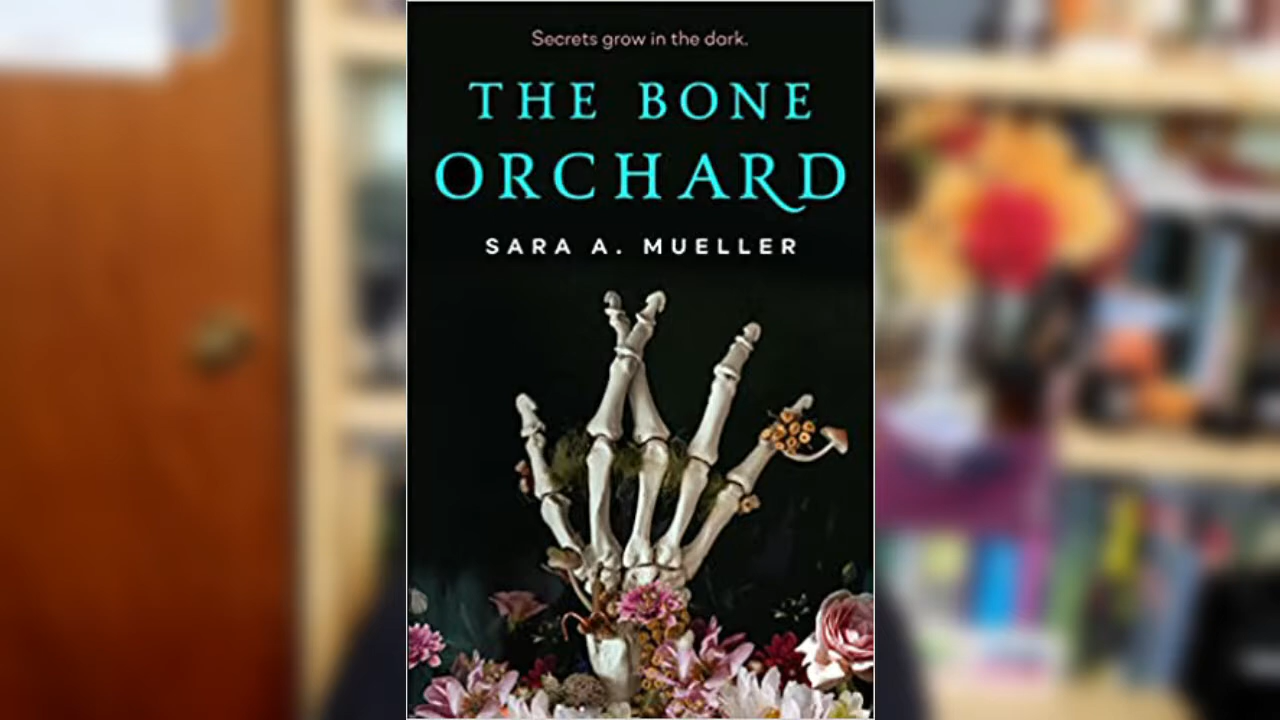 Secrets grow in the dark.
THE BONE
ORCHARD
SARA A. MUELLER